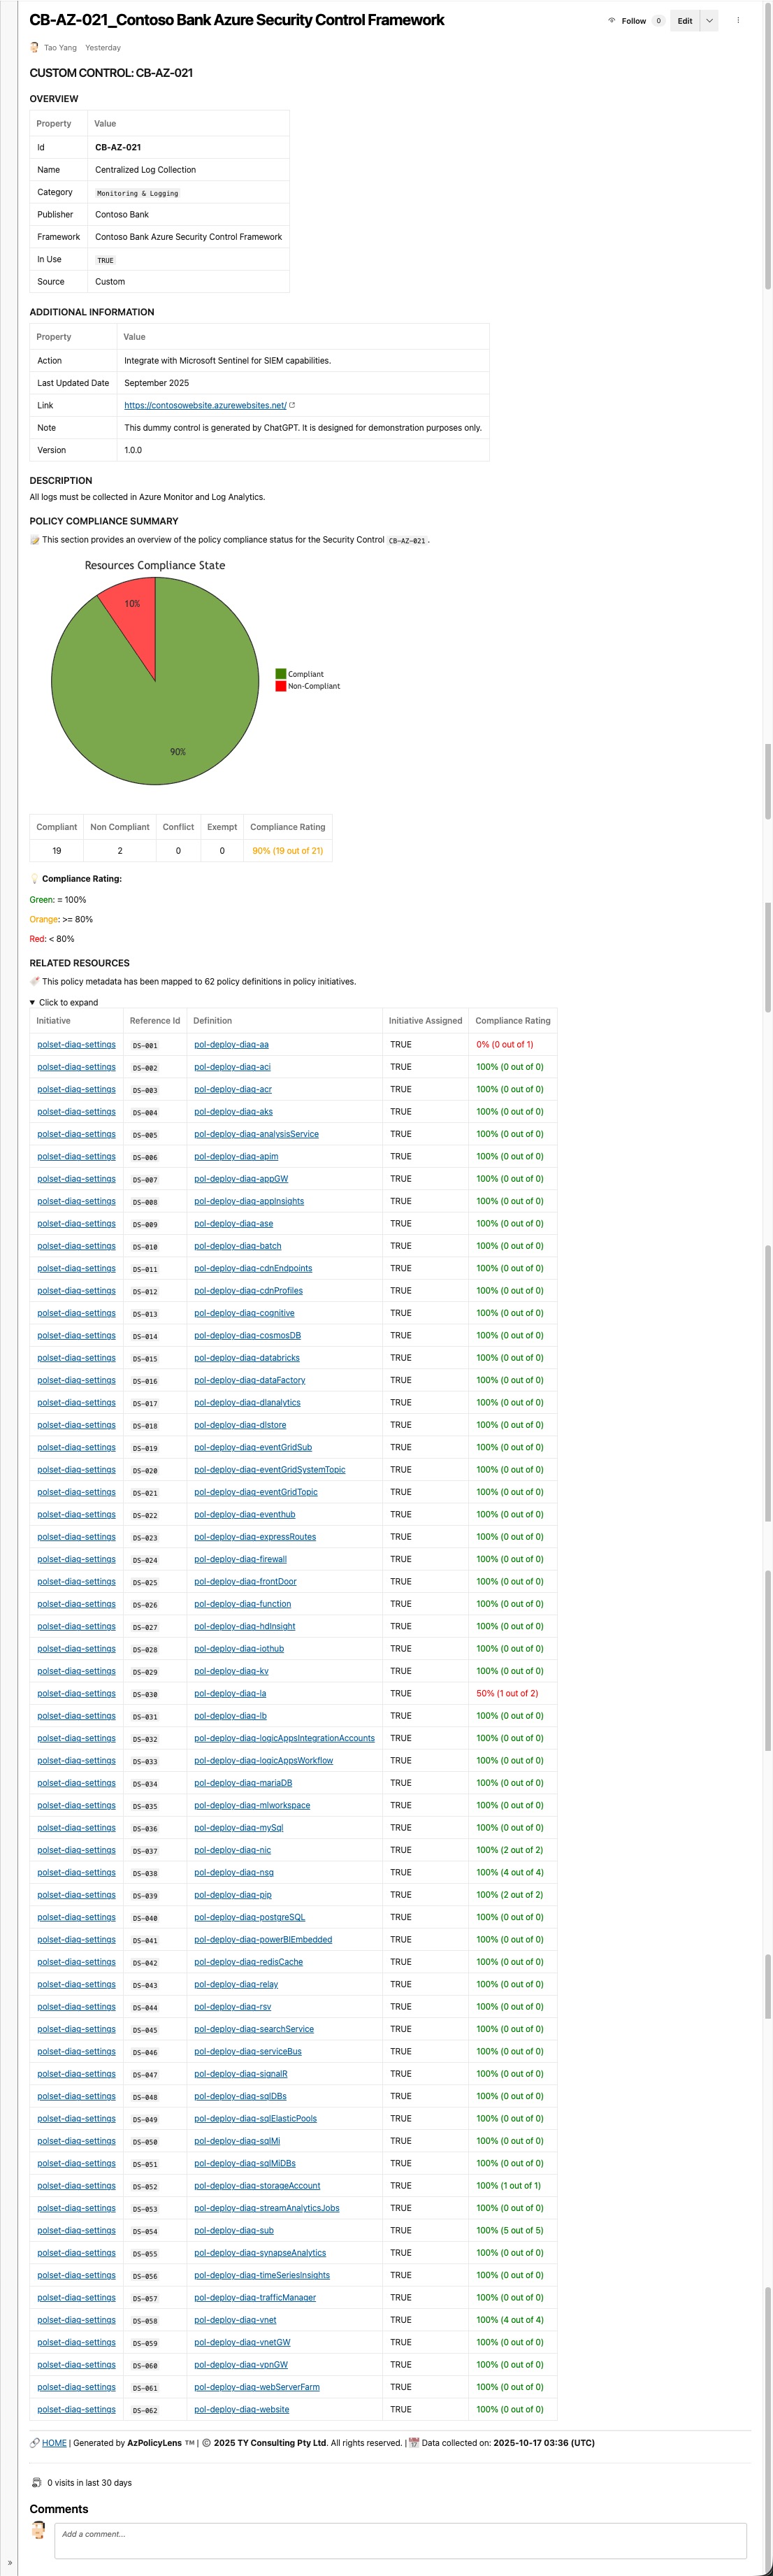 CB-AZ-021_Contoso Bank Azure Security Control Framework
Follow 0 Edit
Tao Yang Yesterday
CUSTOM CONTROL: CB-AZ-021
OVERVIEW
Property Value
Id CB-AZ-021
Name Centralized Log Collection
Category Monitoring & Logging
Publisher Contoso Bank
Framework Contoso Bank Azure Security Control Framework
In Use TRUE
Source Custom
ADDITIONAL INFORMATION
Property Value
Action Integrate with Microsoft Sentinel for SIEM capabilities.
Last Updated Date September 2025
Link https://contosowebsite.azurewebsites.net/
Note This dummy control is generated by ChatGPT. It is designed for demonstration purposes only.
Version 1.0.0
DESCRIPTION
All logs must be collected in Azure Monitor and Log Analytics.
POLICY COMPLIANCE SUMMARY
This section provides an overview of the policy compliance status for the Security Control CB-AZ-021.
Resources Compliance State
10%
Compliant
Non-Compliant
90%
Compliant Non Compliant Conflict Exempt Compliance Rating
19 2 0 0 90% (19 out of 21)
Compliance Rating:
Green: = 100%
Orange: >= 80%
Red: < 80%
RELATED RESOURCES
This policy metadata has been mapped to 62 policy definitions in policy initiatives.
▼ Click to expand
Initiative Reference Id Definition Initiative Assigned Compliance Rating
polset-diag-settings DS-001 pol-deploy-diag-aa TRUE 0% (0 out of 1)
polset-diag-settings DS-002 pol-deploy-diag-aci TRUE 100% (0 out of 0)
polset-diag-settings DS-003 pol-deploy-diag-acr TRUE 100% (0 out of 0)
polset-diag-settings DS-004 pol-deploy-diag-aks TRUE 100% (0 out of 0)
polset-diag-settings DS-005 pol-deploy-diag-analysisService TRUE 100% (0 out of 0)
polset-diag-settings DS-006 pol-deploy-diag-apim TRUE 100% (0 out of 0)
polset-diag-settings DS-007 pol-deploy-diag-appGW TRUE 100% (0 out of 0)
polset-diag-settings DS-008 pol-deploy-diag-appInsights TRUE 100% (0 out of 0)
polset-diag-settings DS-009 pol-deploy-diag-ase TRUE 100% (0 out of 0)
polset-diag-settings DS-010 pol-deploy-diag-batch TRUE 100% (0 out of 0)
polset-diag-settings DS-011 pol-deploy-diag-cdnEndpoints TRUE 100% (0 out of 0)
polset-diag-settings DS-012 pol-deploy-diag-cdnProfiles TRUE 100% (0 out of 0)
polset-diag-settings DS-013 pol-deploy-diag-cognitive TRUE 100% (0 out of 0)
polset-diag-settings DS-014 pol-deploy-diag-cosmosDB TRUE 100% (0 out of 0)
polset-diag-settings DS-015 pol-deploy-diag-databricks TRUE 100% (0 out of 0)
polset-diag-settings DS-016 pol-deploy-diag-dataFactory TRUE 100% (0 out of 0)
polset-diag-settings DS-017 pol-deploy-diag-dlanalytics TRUE 100% (0 out of 0)
polset-diag-settings DS-018 pol-deploy-diag-dlstore TRUE 100% (0 out of 0)
polset-diag-settings DS-019 pol-deploy-diag-eventGridSub TRUE 100% (0 out of 0)
polset-diag-settings DS-020 pol-deploy-diag-eventGridSystemTopic TRUE 100% (0 out of 0)
polset-diag-settings DS-021 pol-deploy-diag-eventGridTopic TRUE 100% (0 out of 0)
polset-diag-settings DS-022 pol-deploy-diag-eventhub TRUE 100% (0 out of 0)
polset-diag-settings DS-023 pol-deploy-diag-expressRoutes TRUE 100% (0 out of 0)
polset-diag-settings DS-024 pol-deploy-diag-firewall TRUE 100% (0 out of 0)
polset-diag-settings DS-025 pol-deploy-diag-frontDoor TRUE 100% (0 out of 0)
polset-diag-settings DS-026 pol-deploy-diag-function TRUE 100% (0 out of 0)
polset-diag-settings DS-027 pol-deploy-diag-hdInsight TRUE 100% (0 out of 0)
polset-diag-settings DS-028 pol-deploy-diag-iothub TRUE 100% (0 out of 0)
polset-diag-settings DS-029 pol-deploy-diag-kv TRUE 100% (0 out of 0)
polset-diag-settings DS-030 pol-deploy-diag-la TRUE 50% (1 out of 2)
polset-diag-settings DS-031 pol-deploy-diag-lb TRUE 100% (0 out of 0)
polset-diag-settings DS-032 pol-deploy-diag-logicAppsIntegrationAccounts TRUE 100% (0 out of 0)
polset-diag-settings DS-033 pol-deploy-diag-logicAppsWorkflow TRUE 100% (0 out of 0)
polset-diag-settings DS-034 pol-deploy-diag-mariaDB TRUE 100% (0 out of 0)
polset-diag-settings DS-035 pol-deploy-diag-mlworkspace TRUE 100% (0 out of 0)
polset-diag-settings DS-036 pol-deploy-diag-mySql TRUE 100% (0 out of 0)
polset-diag-settings DS-037 pol-deploy-diag-nic TRUE 100% (2 out of 2)
polset-diag-settings DS-038 pol-deploy-diag-nsg TRUE 100% (4 out of 4)
polset-diag-settings DS-039 pol-deploy-diag-pip TRUE 100% (2 out of 2)
polset-diag-settings DS-040 pol-deploy-diag-postgreSQL TRUE 100% (0 out of 0)
polset-diag-settings DS-041 pol-deploy-diag-powerBIEmbedded TRUE 100% (0 out of 0)
polset-diag-settings DS-042 pol-deploy-diag-redisCache TRUE 100% (0 out of 0)
polset-diag-settings DS-043 pol-deploy-diag-relay TRUE 100% (0 out of 0)
polset-diag-settings DS-044 pol-deploy-diag-rsv TRUE 100% (0 out of 0)
polset-diag-settings DS-045 pol-deploy-diag-searchService TRUE 100% (0 out of 0)
polset-diag-settings DS-046 pol-deploy-diag-serviceBus TRUE 100% (0 out of 0)
polset-diag-settings DS-047 pol-deploy-diag-signalR TRUE 100% (0 out of 0)
polset-diag-settings DS-048 pol-deploy-diag-sqlDBs TRUE 100% (0 out of 0)
polset-diag-settings DS-049 pol-deploy-diag-sqlElasticPools TRUE 100% (0 out of 0)
polset-diag-settings DS-050 pol-deploy-diag-sqlMi TRUE 100% (0 out of 0)
polset-diag-settings DS-051 pol-deploy-diag-sqlMiDBs TRUE 100% (0 out of 0)
polset-diag-settings DS-052 pol-deploy-diag-storageAccount TRUE 100% (1 out of 1)
polset-diag-settings DS-053 pol-deploy-diag-streamAnalyticsJobs TRUE 100% (0 out of 0)
polset-diag-settings DS-054 pol-deploy-diag-sub TRUE 100% (5 out of 5)
polset-diag-settings DS-055 pol-deploy-diag-synapseAnalytics TRUE 100% (0 out of 0)
polset-diag-settings DS-056 pol-deploy-diag-timeSeriesInsights TRUE 100% (0 out of 0)
polset-diag-settings DS-057 pol-deploy-diag-trafficManager TRUE 100% (0 out of 0)
polset-diag-settings DS-058 pol-deploy-diag-vnet TRUE 100% (4 out of 4)
polset-diag-settings DS-059 pol-deploy-diag-vnetGW TRUE 100% (0 out of 0)
polset-diag-settings DS-060 pol-deploy-diag-vpnGW TRUE 100% (0 out of 0)
polset-diag-settings DS-061 pol-deploy-diag-webServerFarm TRUE 100% (0 out of 0)
polset-diag-settings DS-062 pol-deploy-diag-website TRUE 100% (0 out of 0)
HOME | Generated by AzPolicyLens ™ | © 2025 TY Consulting Pty Ltd. All rights reserved. | Data collected on: 2025-10-17 03:36 (UTC)
0 visits in last 30 days
Comments
Add a comment...